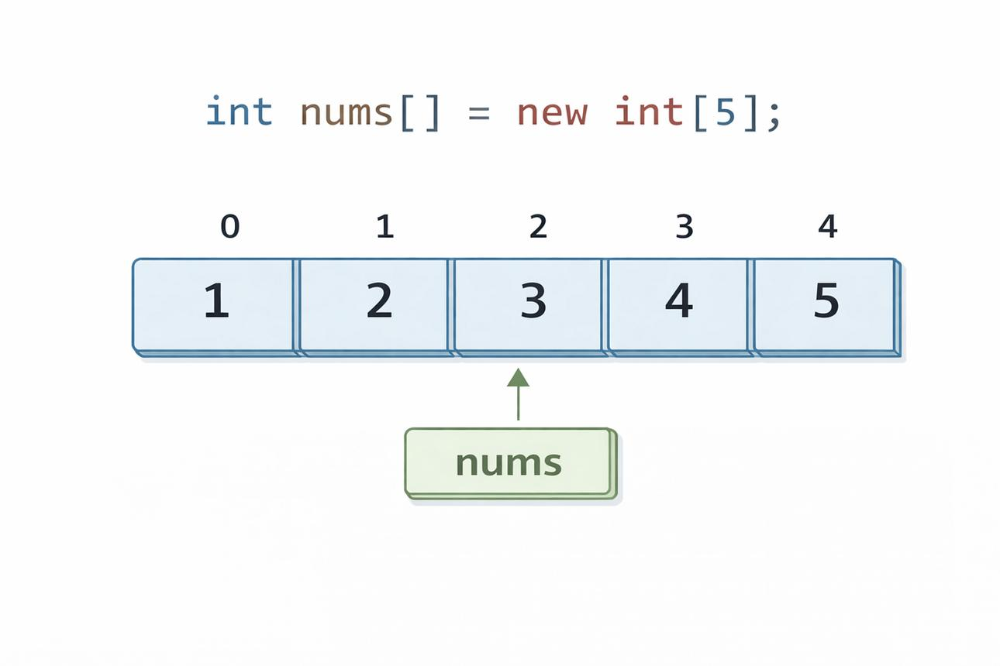 int nums[] = new int[5];
0 1 2 3 4
1 2 3 4 5
nums